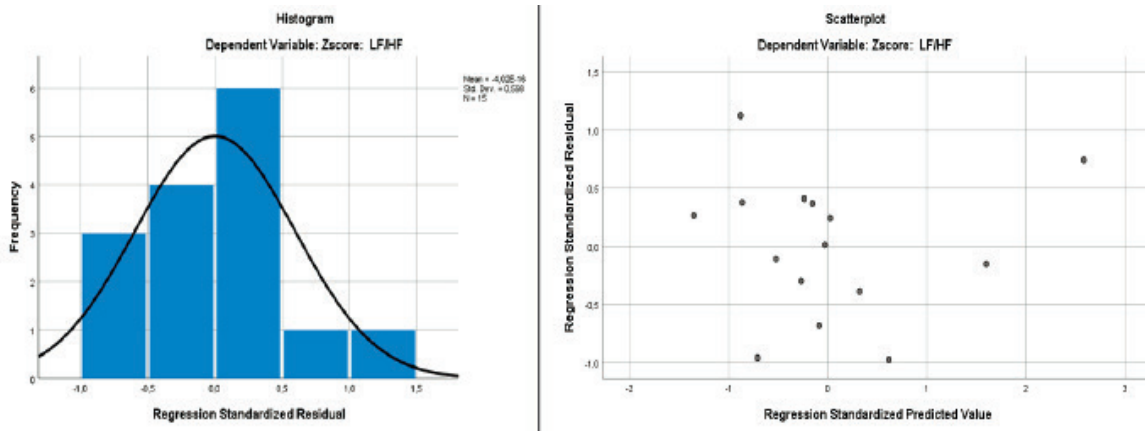 Histogram
Dependent Variable: Zscore: LF/HF
Mean = -4,02E-16
Std. Dev. = 0,598
N = 15
Frequency
6
5
4
3
2
1
0
-1,0 -0,5 0,0 0,5 1,0 1,5
Regression Standardized Residual
Scatterplot
Dependent Variable: Zscore: LF/HF
Regression Standardized Residual
1,5
1,0
0,5
0,0
-0,5
-1,0
-2 -1 0 1 2 3
Regression Standardized Predicted Value